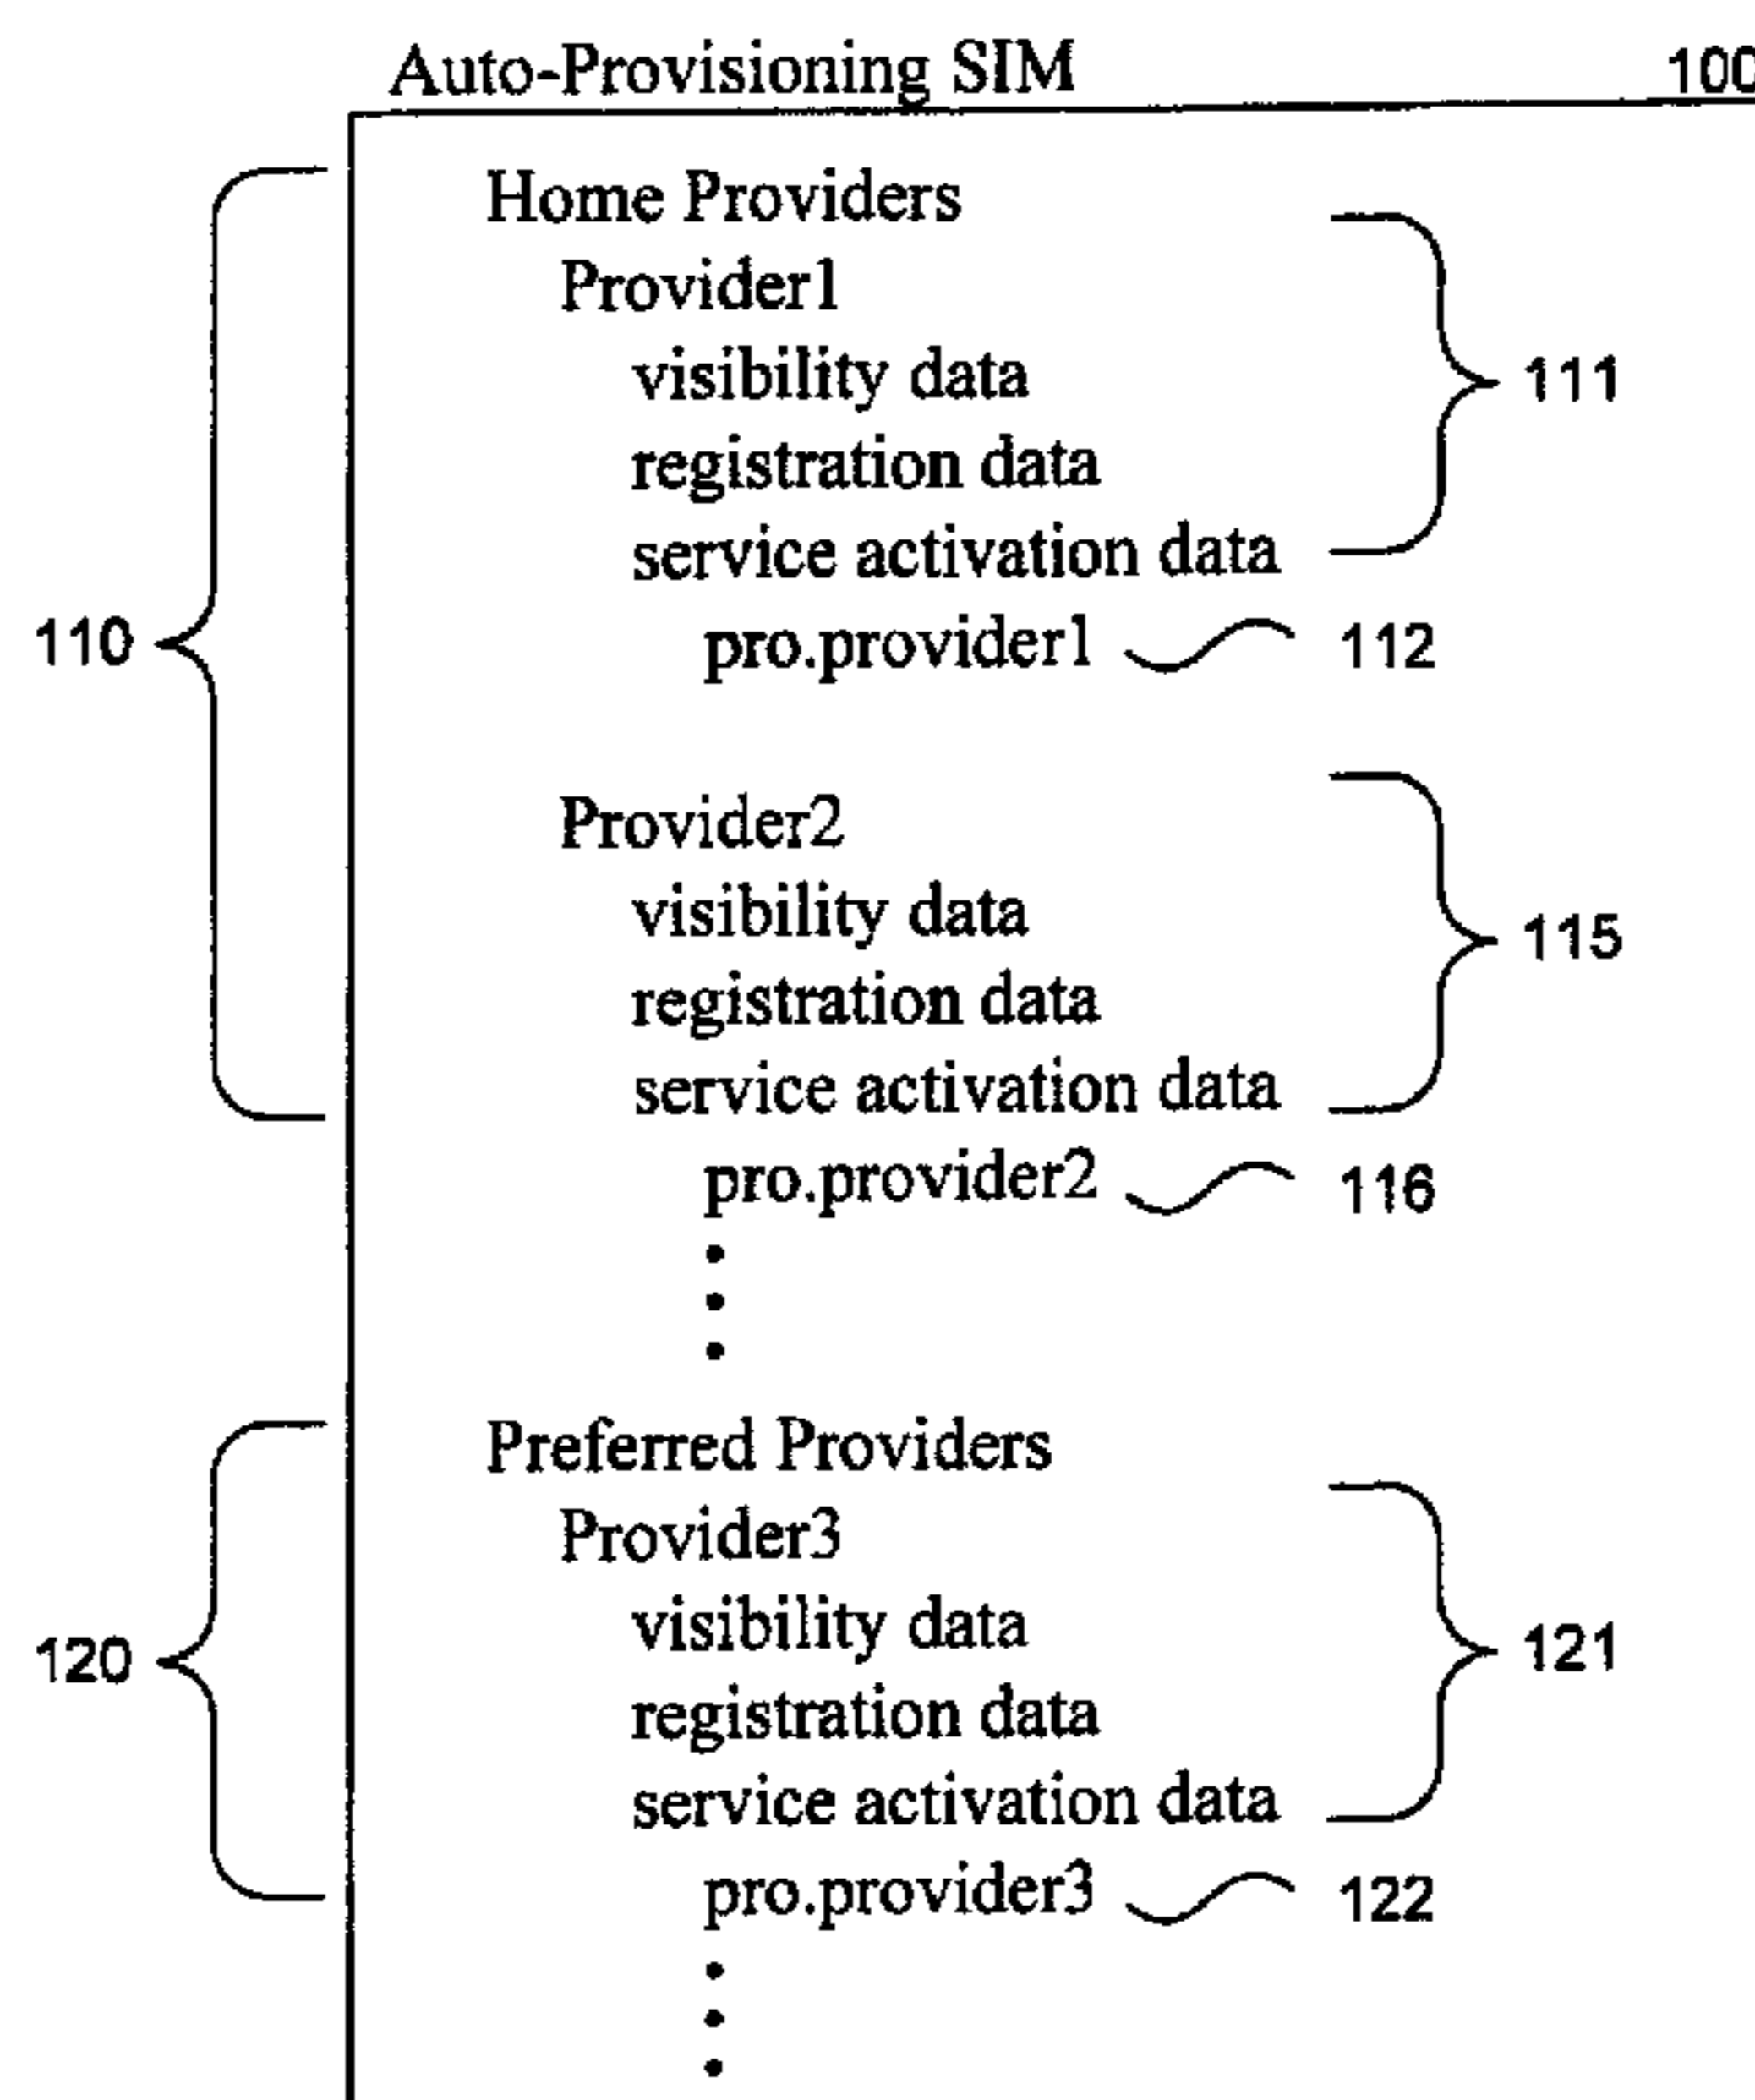 Auto-Provisioning SIM 100
Home Providers
Provider1
visibility data
111
registration data
service activation data
110
pro.provider1 112
Provider2
visibility data
115
registration data
service activation data
pro.provider2 116
Preferred Providers
Provider3
visibility data
120
121
registration data
service activation data
pro.provider3 122